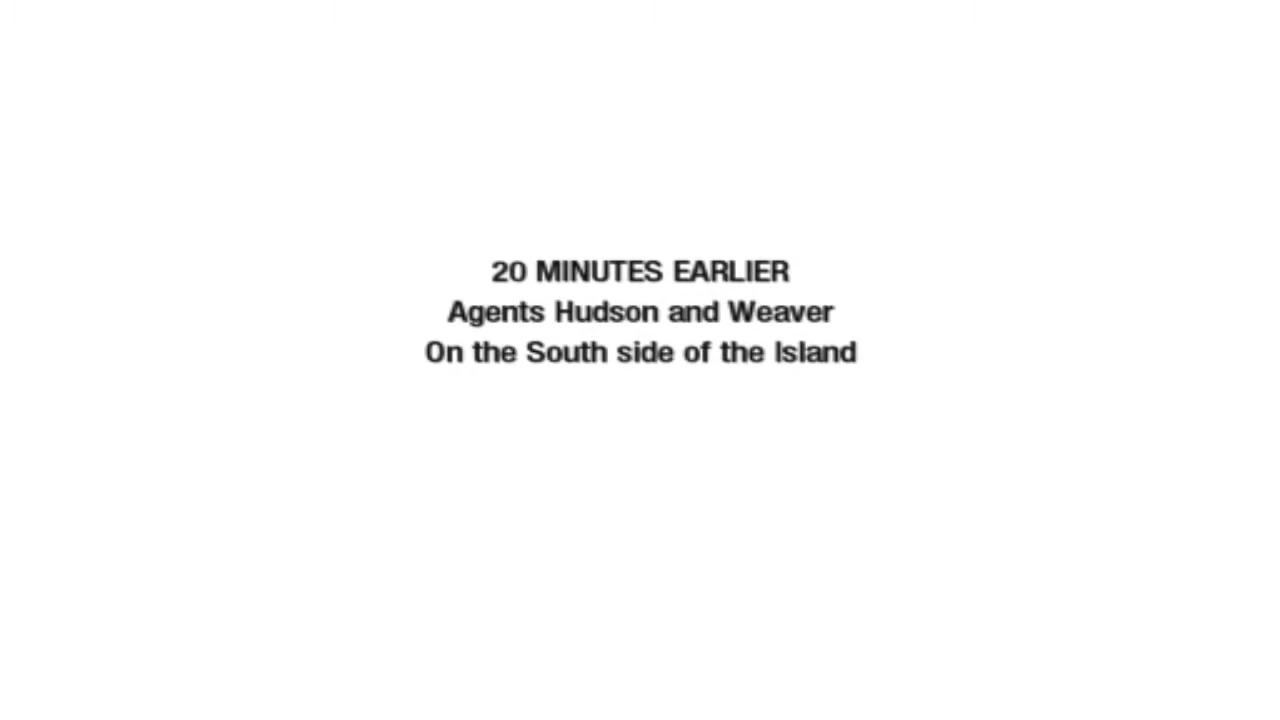 20 MINUTES EARLIER
Agents Hudson and Weaver
On the South side of the Island